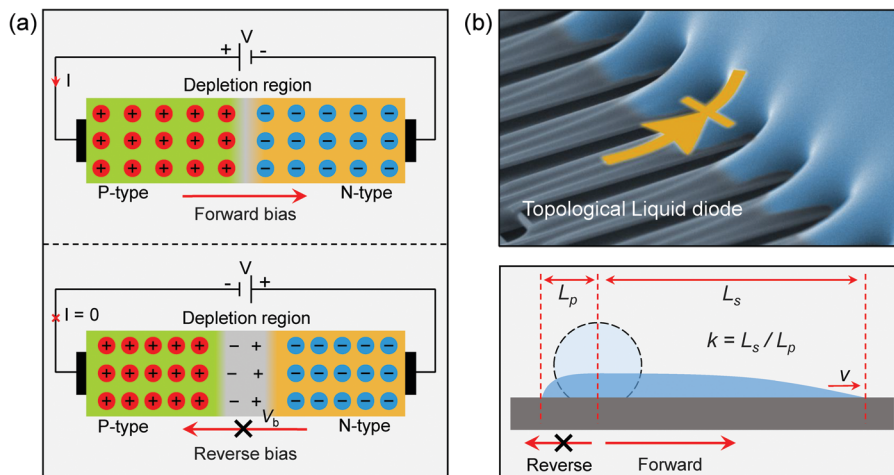 (a)
V
+ -
I
Depletion region
+ + + + + − − − − −
+ + + + + − − − − −
+ + + + + − − − − −
P-type
N-type
Forward bias
V
- +
I = 0
Depletion region
+ + + + + − + − − − − −
+ + + + + − + − − − − −
+ + + + + − + − − − − −
P-type
Vb
N-type
Reverse bias
(b)
Topological Liquid diode
Lp
Ls
k = Ls / Lp
v
Reverse
Forward